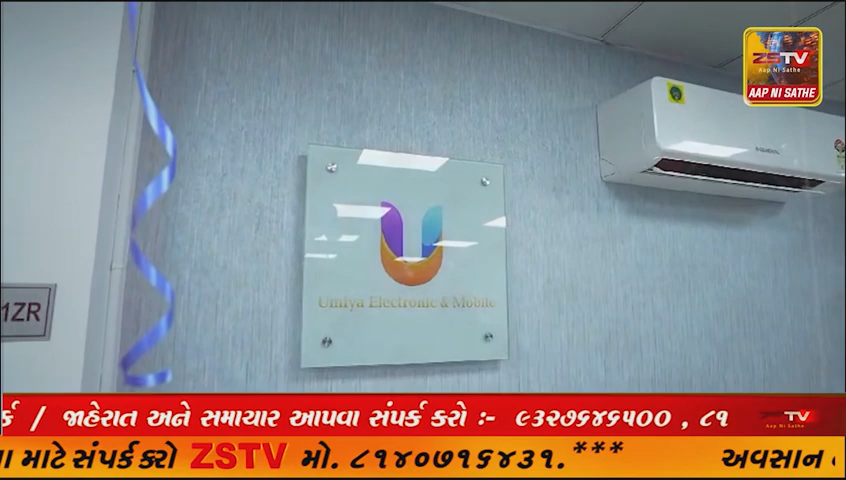 ZSTV
Aap Ni Sathe
AAP NI SATHE
Umiya Electronic & Mobile
1ZR
ર્ક / જાહેરાત અને સમાચાર આપવા સંપર્ક કરો :- ૯૩૨૭૬૪૬૫૦૦ , ૮૧
TV
Aap Ni Sathe
ા માટે સંપર્ક કરો ZSTV મો. ૮૧૪૦૭૧૬૪૩૧.*** અવસાન